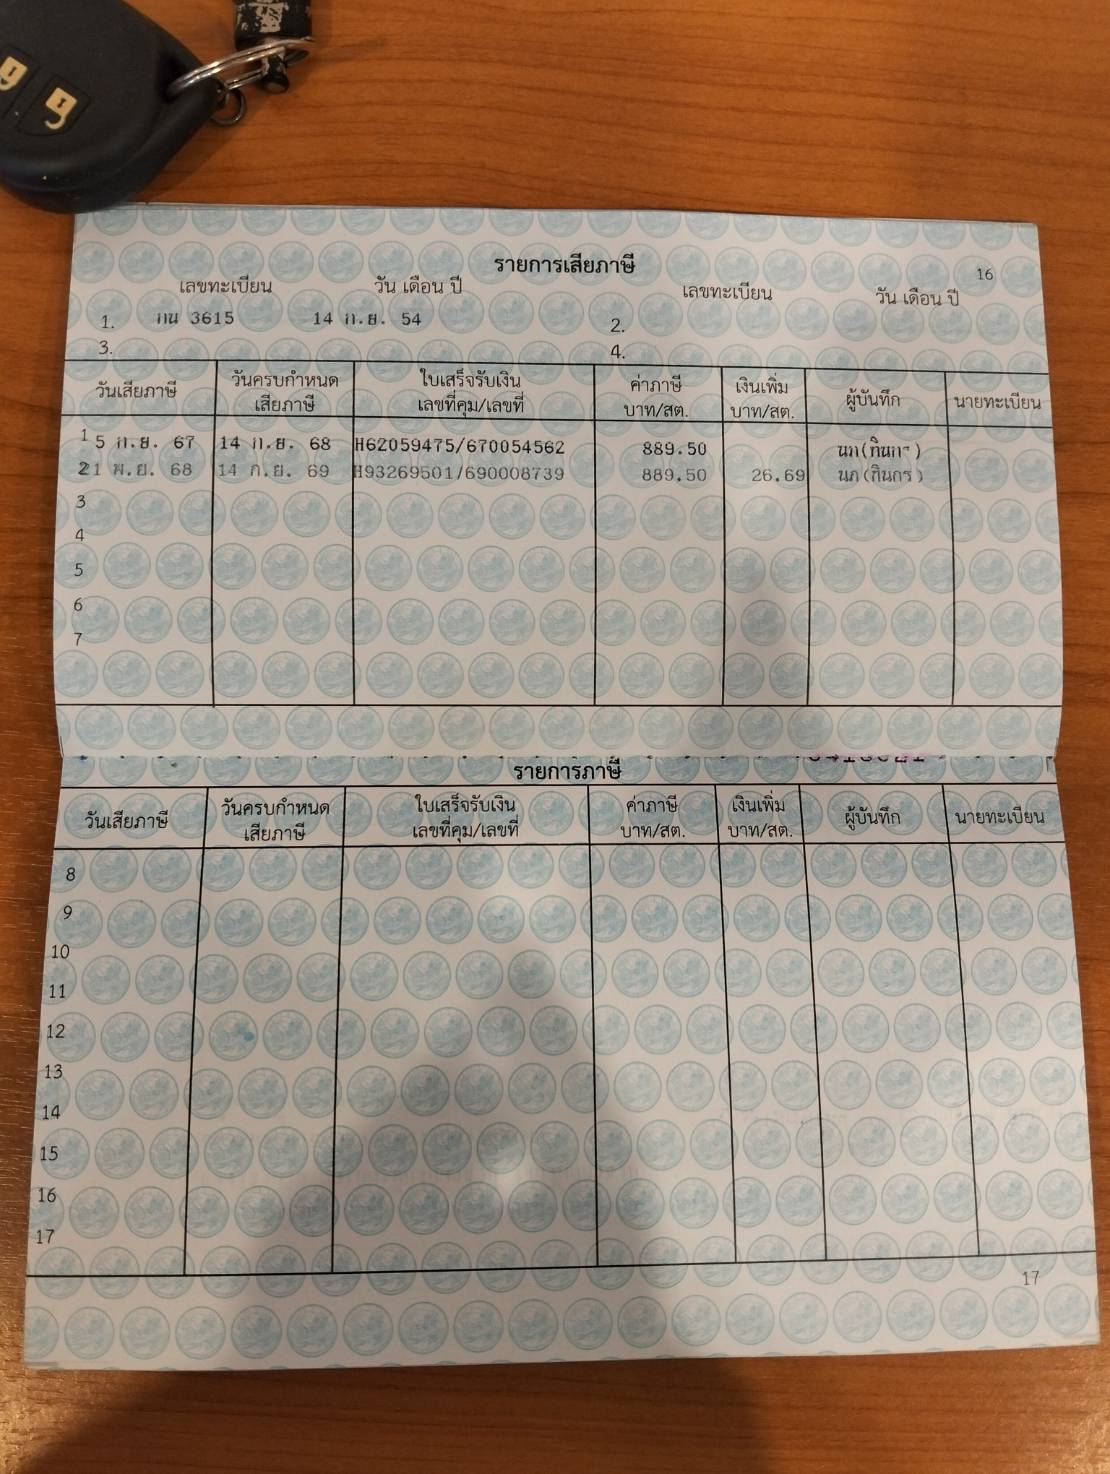 รายการเสียภาษี
16
เลขทะเบียน วัน เดือน ปี เลขทะเบียน วัน เดือน ปี
1. กน 3615 14 ก.ย. 54 2.
3. 4.
วันเสียภาษี วันครบกำหนด ใบเสร็จรับเงิน ค่าภาษี เงินเพิ่ม ผู้บันทึก นายทะเบียน
เสียภาษี เลขที่คุม/เลขที่ บาท/สต. บาท/สต.
1 5 ก.ย. 67 14 ก.ย. 68 H62059475/670054562 889.50 นภ(กินกร)
2 21 พ.ย. 68 14 ก.ย. 69 H93269501/690008739 889.50 26.69 นภ(กินกร)
3
4
5
6
7
รายการภาษี
วันเสียภาษี วันครบกำหนด ใบเสร็จรับเงิน ค่าภาษี เงินเพิ่ม ผู้บันทึก นายทะเบียน
เสียภาษี เลขที่คุม/เลขที่ บาท/สต. บาท/สต.
8
9
10
11
12
13
14
15
16
17
17